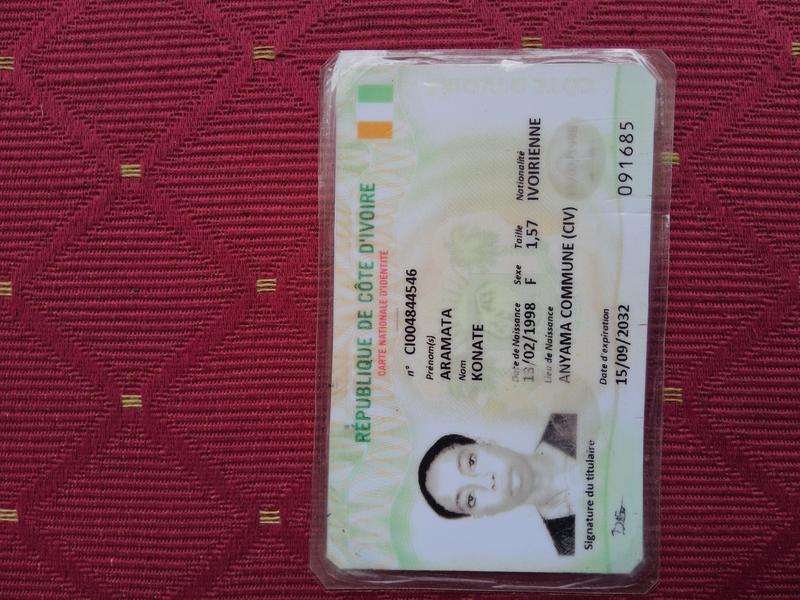 RÉPUBLIQUE DE CÔTE D'IVOIRE
CARTE NATIONALE D'IDENTITÉ
n° CI004844546
Prénom(s)
ARAMATA
Nom
KONATE
Date de Naissance Sexe Taille Nationalité
13/02/1998 F 1,57 IVOIRIENNE
Lieu de Naissance
ANYAMA COMMUNE (CIV)
Date d'expiration
15/09/2032
091685
Signature du titulaire